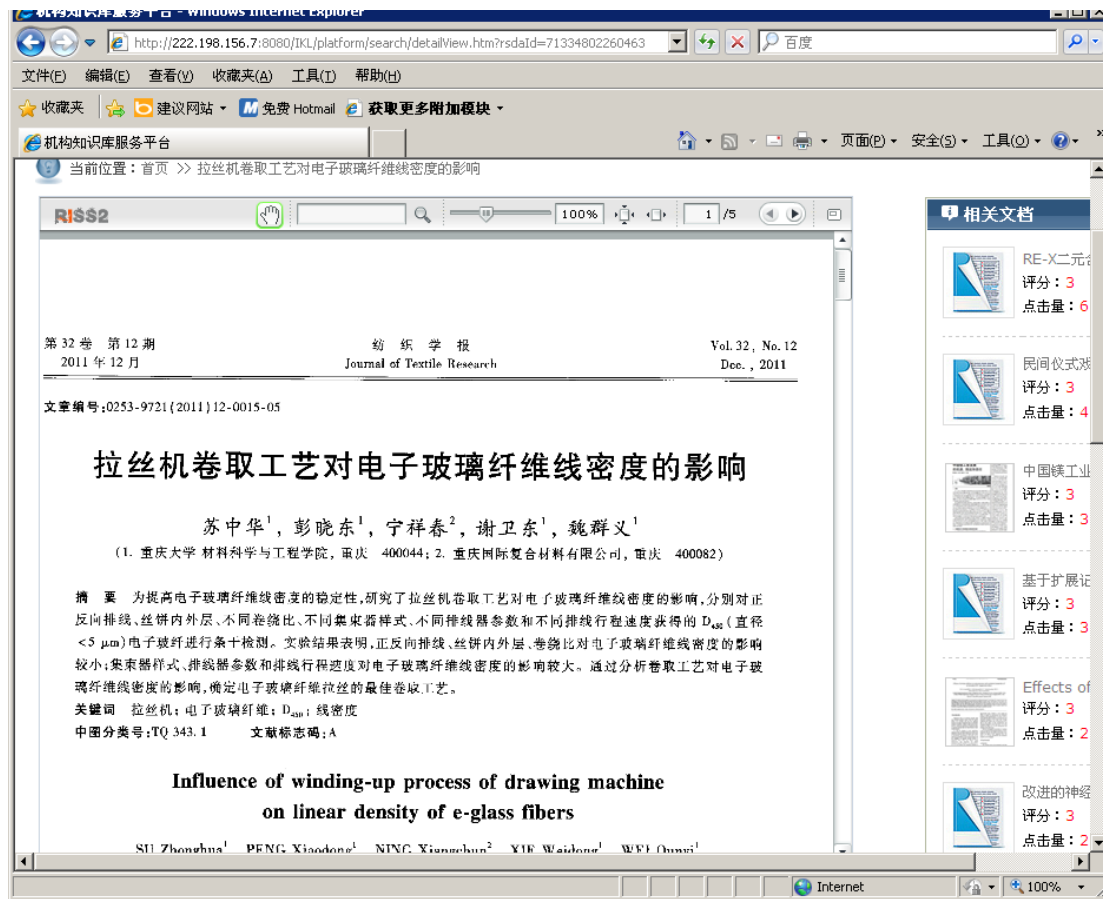 机构知识库服务平台 - Windows Internet Explorer
http://222.198.156.7:8080/IKL/platform/search/detailView.htm?rsdaId=71334802260463
百度
文件(F) 编辑(E) 查看(V) 收藏夹(A) 工具(T) 帮助(H)
收藏夹 建议网站 免费 Hotmail 获取更多附加模块
机构知识库服务平台
页面(P) 安全(S) 工具(O)
当前位置：首页 >> 拉丝机卷取工艺对电子玻璃纤维线密度的影响
RISS2 100% 1 /5
第 32 卷 第 12 期 纺织学报 Vol. 32, No. 12
2011 年 12 月 Journal of Textile Research Dec. , 2011
文章编号:0253-9721(2011)12-0015-05
拉丝机卷取工艺对电子玻璃纤维线密度的影响
苏中华1, 彭晓东1, 宁祥春2, 谢卫东1, 魏群义1
(1. 重庆大学 材料科学与工程学院, 重庆 400044; 2. 重庆国际复合材料有限公司, 重庆 400082)
摘 要 为提高电子玻璃纤维线密度的稳定性,研究了拉丝机卷取工艺对电子玻璃纤维线密度的影响,分别对正
反向排线、丝饼内外层、不同卷绕比、不同集束器样式、不同排线器参数和不同排线行程速度获得的 D450(直径
<5 μm)电子玻纤进行条干检测。实验结果表明,正反向排线、丝饼内外层、卷绕比对电子玻璃纤维线密度的影响
较小;集束器样式、排线器参数和排线行程速度对电子玻璃纤维线密度的影响较大。通过分析卷取工艺对电子玻
璃纤维线密度的影响,确定电子玻璃纤维拉丝的最佳卷取工艺。
关键词 拉丝机; 电子玻璃纤维; D450; 线密度
中图分类号:TQ 343.1 文献标志码:A
Influence of winding-up process of drawing machine
on linear density of e-glass fibers
SU Zhonghua1 PENG Xiaodong1 NING Xiangchun2 XIE Weidong1 WEI Qunyi1
相关文档
RE-X二元
评分：3
点击量：6
民间仪式戏
评分：3
点击量：4
中国镁工业
评分：3
点击量：3
基于扩展记
评分：3
点击量：3
Effects of
评分：3
点击量：2
改进的神经
评分：3
点击量：2
Internet 100%